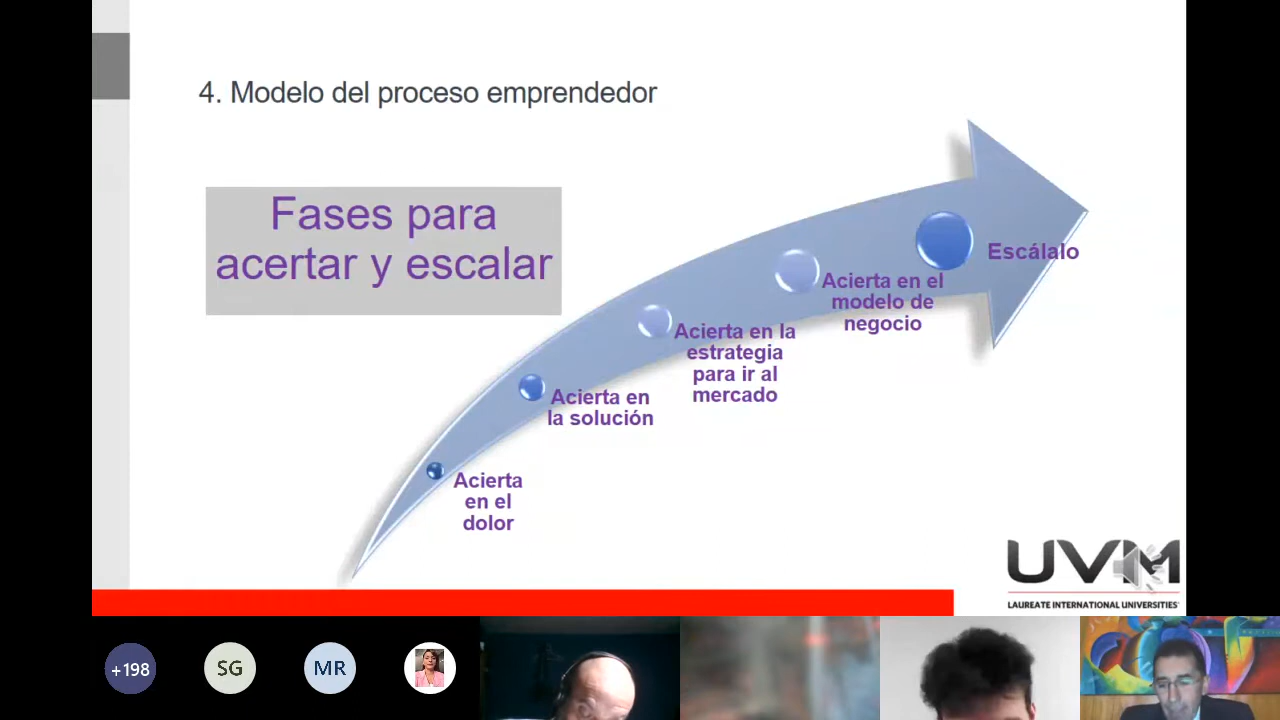 4. Modelo del proceso emprendedor
Fases para
acertar y escalar
Acierta
en el
dolor
Acierta en
la solución
Acierta en la
estrategia
para ir al
mercado
Acierta en el
modelo de
negocio
Escálalo
UVM
LAUREATE INTERNATIONAL UNIVERSITIES
+198
SG
MR